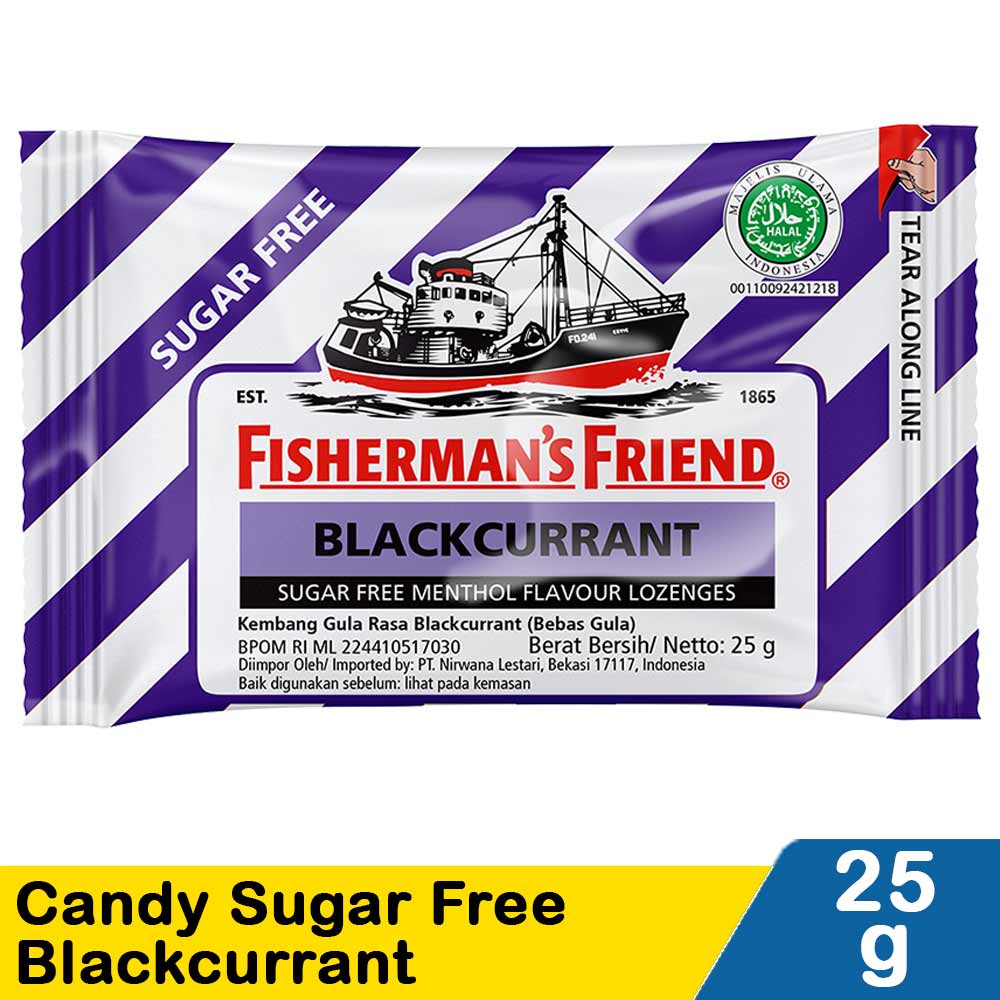 SUGAR FREE
MAJELIS ULAMA
حلال
HALAL
INDONESIA
00110092421218
TEAR ALONG LINE
FD.241
EST.
1865
FISHERMAN'S FRIEND®
BLACKCURRANT
SUGAR FREE MENTHOL FLAVOUR LOZENGES
Kembang Gula Rasa Blackcurrant (Bebas Gula)
BPOM RI ML 224410517030
Berat Bersih/ Netto: 25 g
Diimpor Oleh/ Imported by: PT. Nirwana Lestari, Bekasi 17117, Indonesia
Baik digunakan sebelum: lihat pada kemasan
Candy Sugar Free
Blackcurrant
25
g